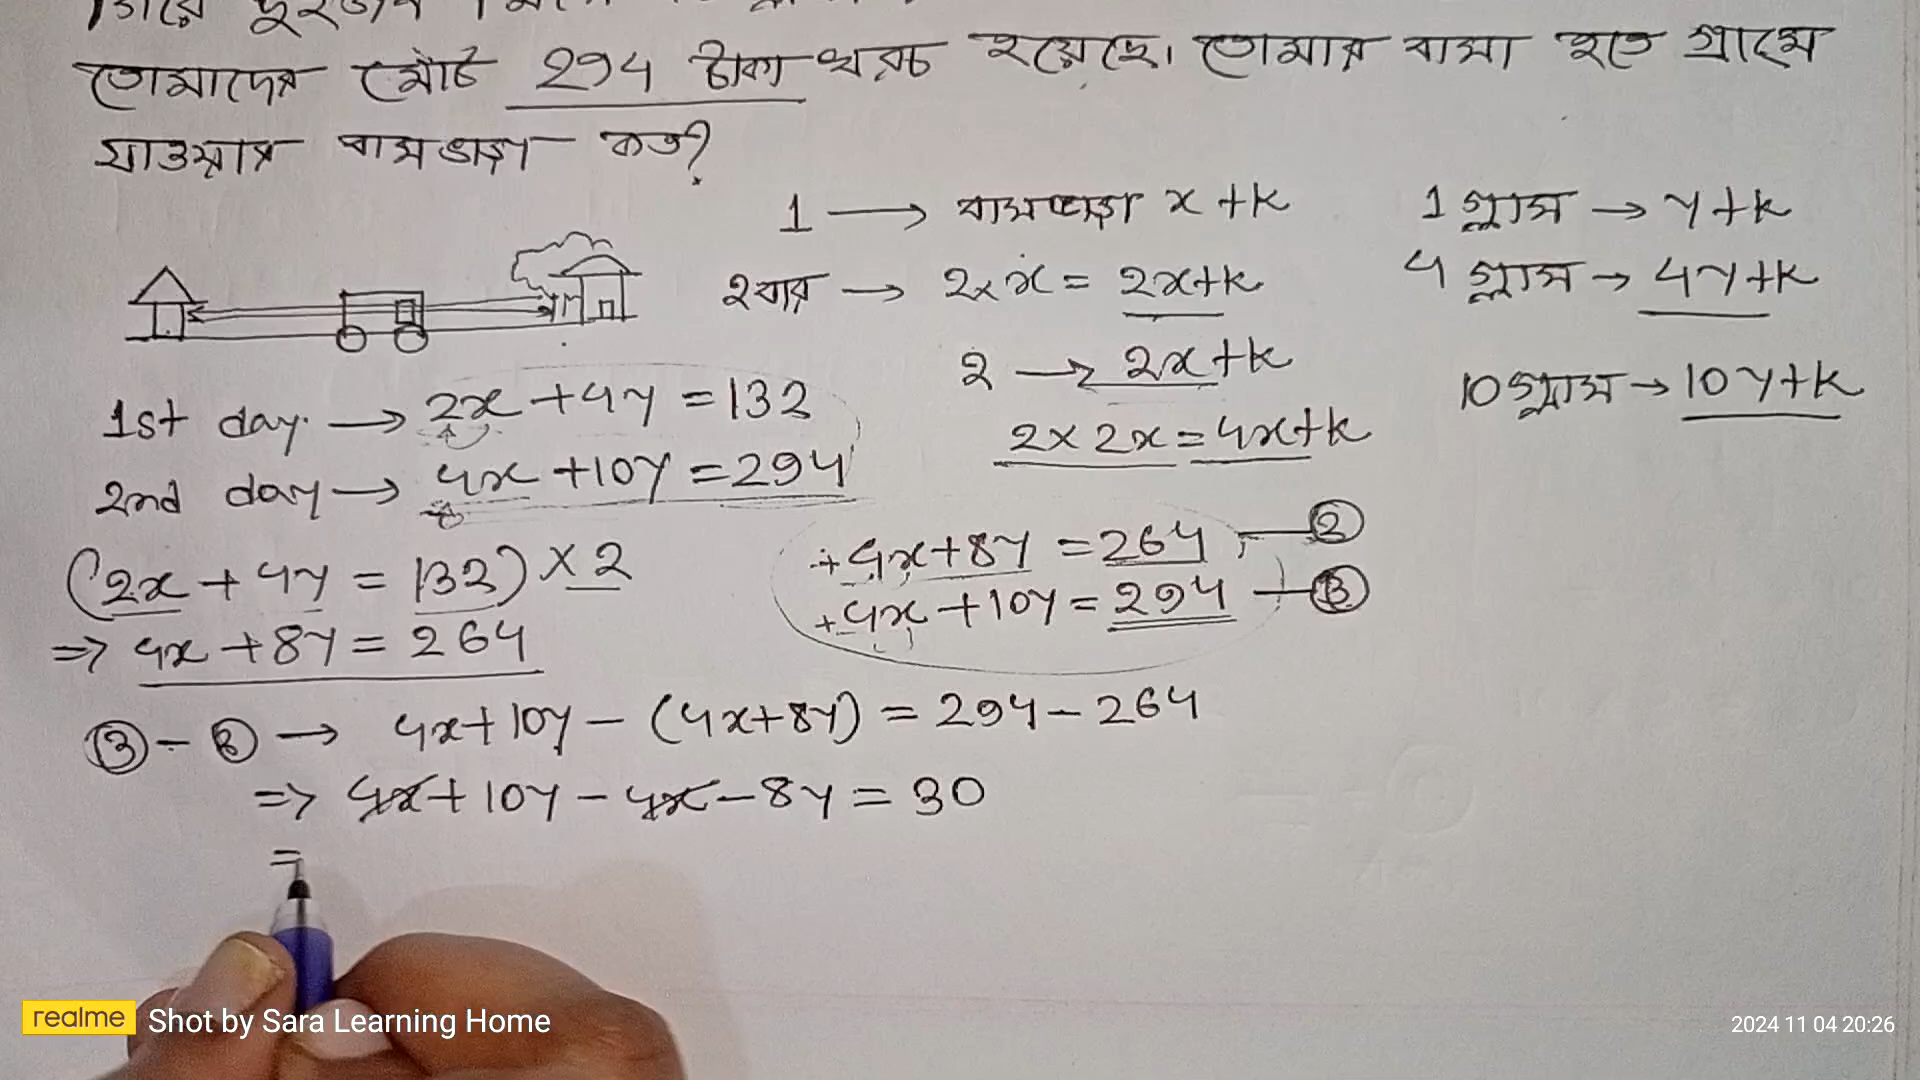 তোমাদের মোট 294 টাকা খরচ হয়েছে। তোমার বাসা হতে গ্রামে
যাওয়ার বাসভাড়া কত?
1 → বাসভাড়া x + k
2বার → 2 × x = 2x + k
2 → 2x + k
2 × 2x = 4x + k
1 গ্লাস → y + k
4 গ্লাস → 4y + k
10 গ্লাস → 10y + k
1st day → 2x + 4y = 132
2nd day → 4x + 10y = 294
(2x + 4y = 132) × 2
⇒ 4x + 8y = 264
+4x + 8y = 264 — ②
+4x + 10y = 294 — ③
③ - ② → 4x + 10y - (4x + 8y) = 294 - 264
⇒ 4x + 10y - 4x - 8y = 30
=
realme Shot by Sara Learning Home
2024 11 04 20:26